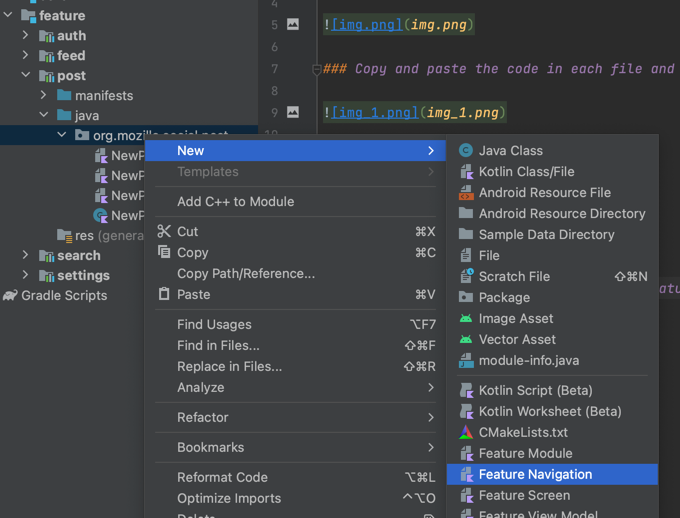 feature
auth
feed
post
manifests
java
org.mozilla.social.post
NewP
NewP
NewP
NewP
res (genera
search
settings
Gradle Scripts
4
5
![img.png](img.png)
6
7
### Copy and paste the code in each file and
8
9
![img_1.png](img_1.png)
New
Templates
Add C++ to Module
Cut ⌘X
Copy ⌘C
Copy Path/Reference...
Paste ⌘V
Find Usages ⌥F7
Find in Files... ⇧⌘F
Replace in Files... ⇧⌘R
Analyze
Refactor
Bookmarks
Reformat Code ⌥⌘L
Optimize Imports ^⌥O
Java Class
Kotlin Class/File
Android Resource File
Android Resource Directory
Sample Data Directory
File
Scratch File ⇧⌘N
Package
Image Asset
Vector Asset
module-info.java
Kotlin Script (Beta)
Kotlin Worksheet (Beta)
CMakeLists.txt
Feature Module
Feature Navigation
Feature Screen
Feature View Model
atu